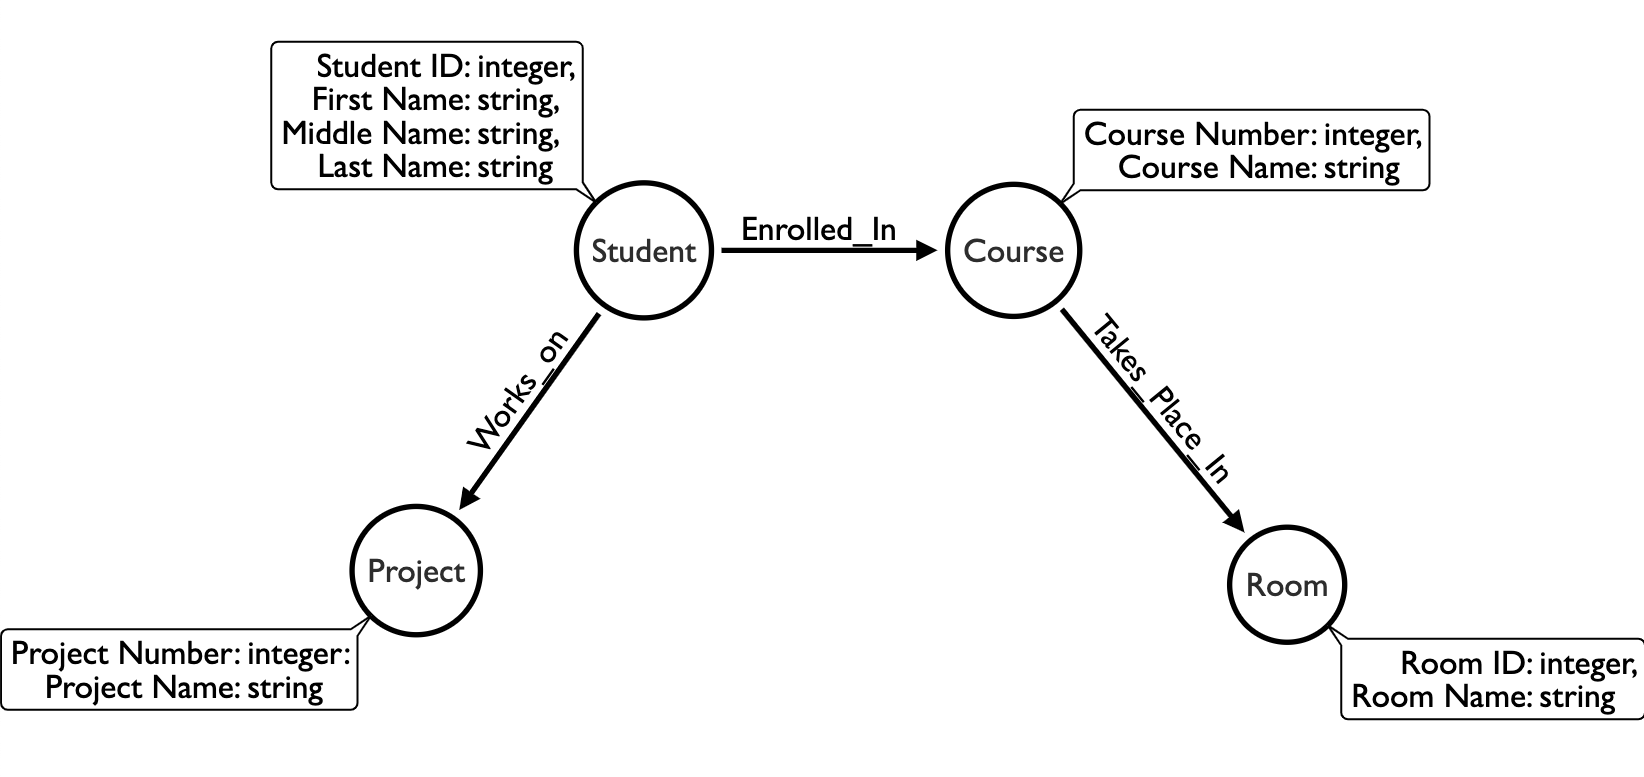 Student ID: integer,
First Name: string,
Middle Name: string,
Last Name: string
Course Number: integer,
Course Name: string
Student
Enrolled_In
Course
Works_on
Takes_Place_In
Project
Room
Project Number: integer:
Project Name: string
Room ID: integer,
Room Name: string